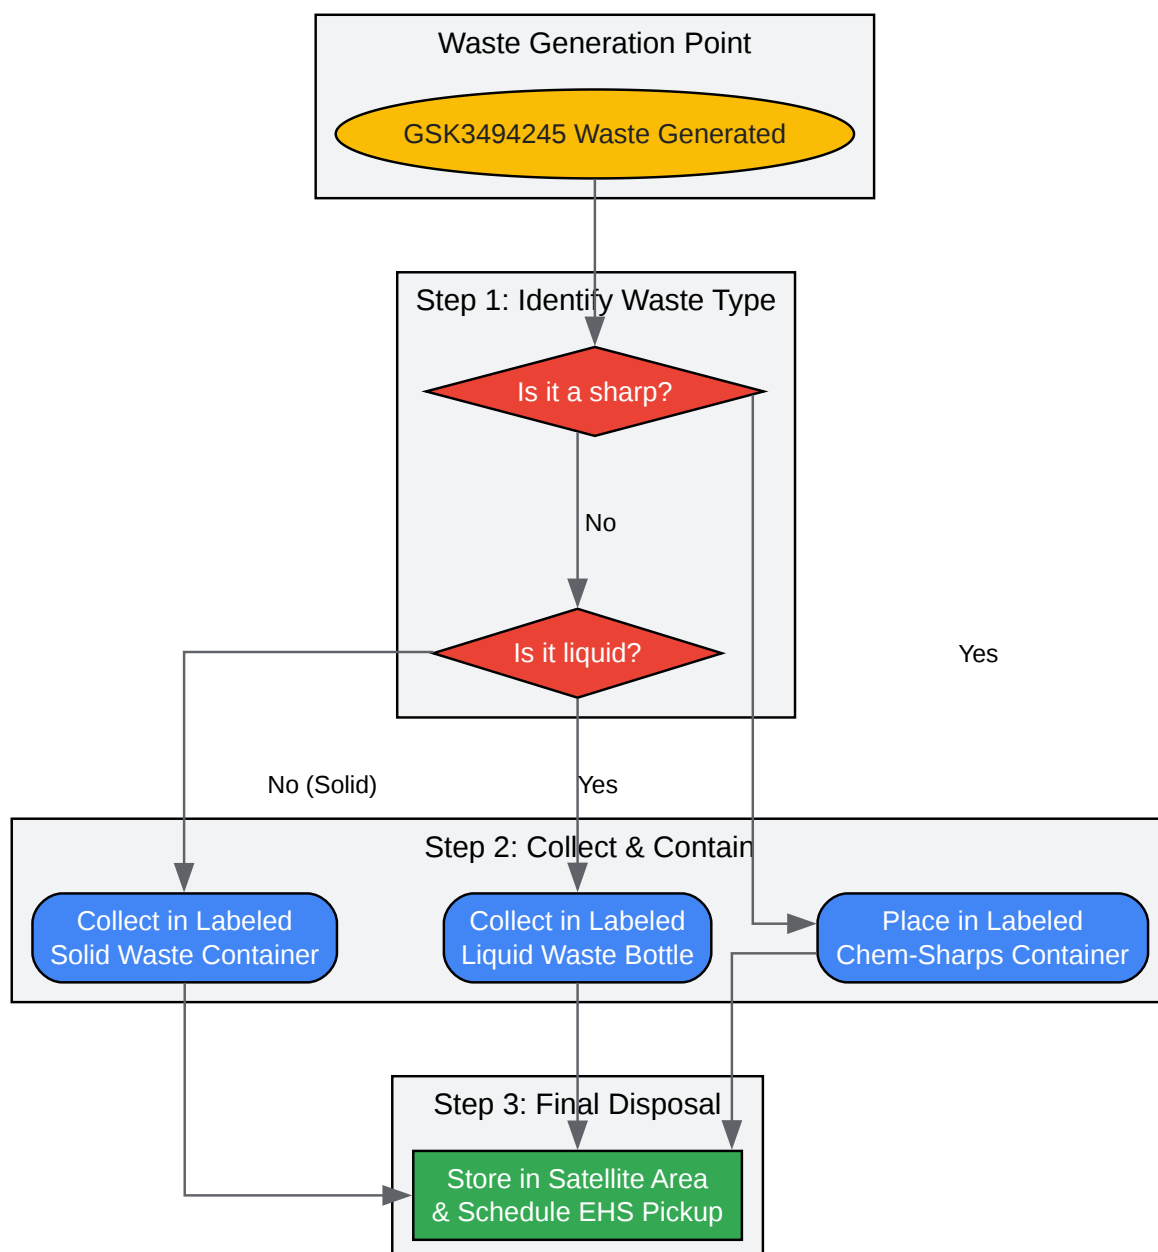 Waste Generation Point
GSK3494245 Waste Generated
Step 1: Identify Waste Type
Is it a sharp?
No
Is it liquid?
Yes
No (Solid)
Yes
Step 2: Collect & Contain
Collect in Labeled
Solid Waste Container
Collect in Labeled
Liquid Waste Bottle
Place in Labeled
Chem-Sharps Container
Step 3: Final Disposal
Store in Satellite Area
& Schedule EHS Pickup